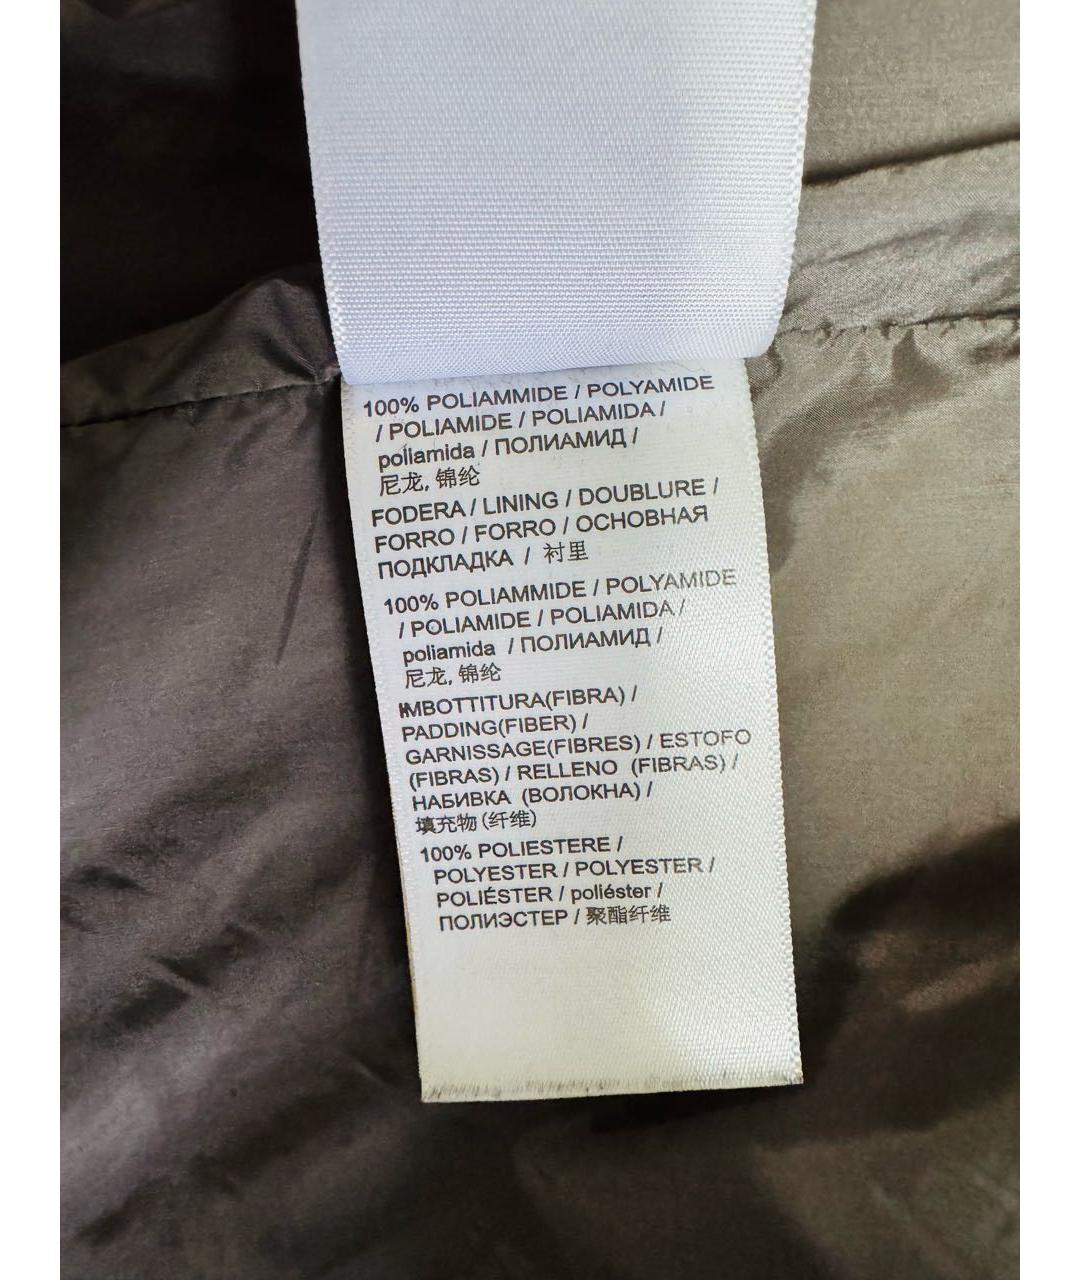 100% POLIAMMIDE / POLYAMIDE
/ POLIAMIDE / POLIAMIDA /
poliamida / ПОЛИАМИД /
尼龙, 锦纶
FODERA / LINING / DOUBLURE /
FORRO / FORRO / ОСНОВНАЯ
ПОДКЛАДКА / 衬里
100% POLIAMMIDE / POLYAMIDE
/ POLIAMIDE / POLIAMIDA /
poliamida / ПОЛИАМИД /
尼龙, 锦纶
IMBOTTITURA(FIBRA) /
PADDING(FIBER) /
GARNISSAGE(FIBRES) / ESTOFO
(FIBRAS) / RELLENO (FIBRAS) /
НАБИВКА (ВОЛОКНА) /
填充物(纤维)
100% POLIESTERE /
POLYESTER / POLYESTER /
POLIÉSTER / poliéster /
ПОЛИЭСТЕР / 聚酯纤维